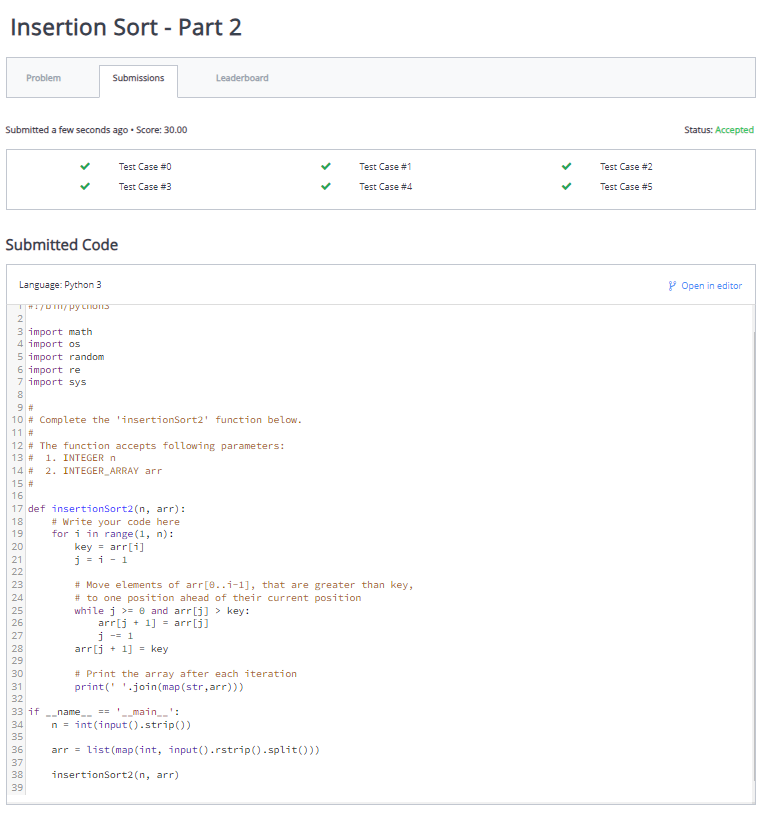 Insertion Sort - Part 2
Problem Submissions Leaderboard
Submitted a few seconds ago • Score: 30.00 Status: Accepted
Test Case #0 Test Case #1 Test Case #2
Test Case #3 Test Case #4 Test Case #5
Submitted Code
Language: Python 3 Open in editor
1 #!/bin/python3
2
3 import math
4 import os
5 import random
6 import re
7 import sys
8
9 #
10 # Complete the 'insertionSort2' function below.
11 #
12 # The function accepts following parameters:
13 #  1. INTEGER n
14 #  2. INTEGER_ARRAY arr
15 #
16
17 def insertionSort2(n, arr):
18     # Write your code here
19     for i in range(1, n):
20         key = arr[i]
21         j = i - 1
22
23         # Move elements of arr[0..i-1], that are greater than key,
24         # to one position ahead of their current position
25         while j >= 0 and arr[j] > key:
26             arr[j + 1] = arr[j]
27             j -= 1
28         arr[j + 1] = key
29
30         # Print the array after each iteration
31         print(' '.join(map(str,arr)))
32
33 if __name__ == '__main__':
34     n = int(input().strip())
35
36     arr = list(map(int, input().rstrip().split()))
37
38     insertionSort2(n, arr)
39